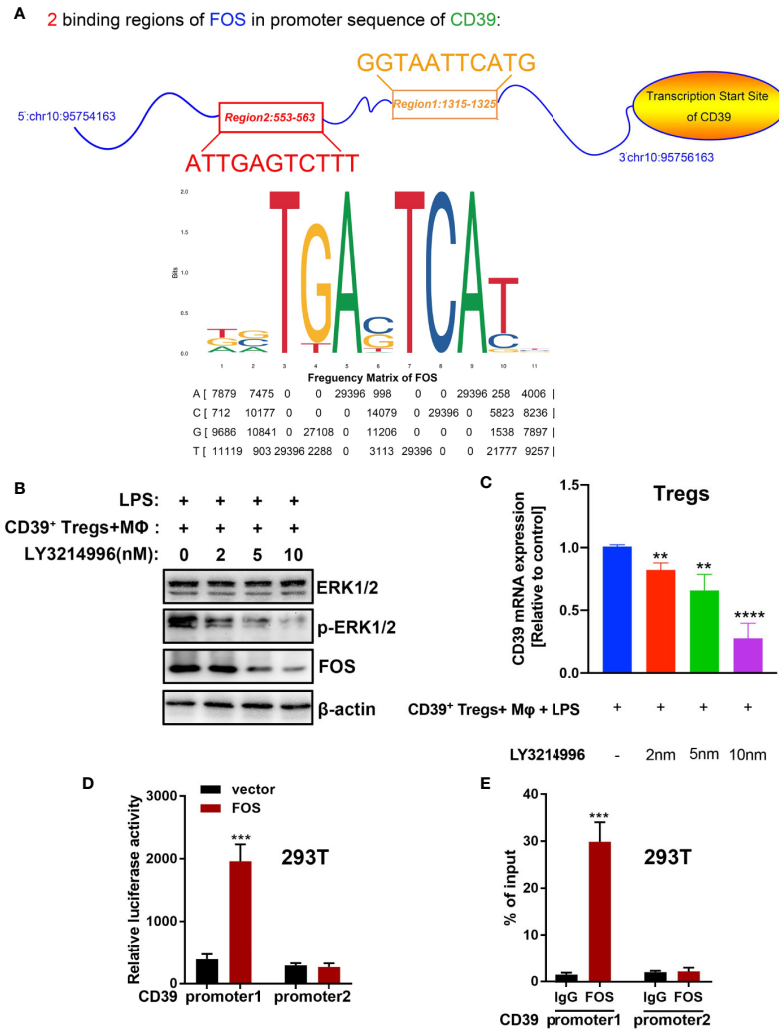 A 2 binding regions of FOS in promoter sequence of CD39:
GGTAATTCATG
5':chr10:95754163
Region2:553-563
Region1:1315-1325
Transcription Start Site
of CD39
ATTGAGTCTTT
3'chr10:95756163
Bits
2.0
1.5
1.0
0.5
0.0
T G A T C A T
1 2 3 4 5 6 7 8 9 10 11
Freguency Matrix of FOS
A [ 7879 7475 0 0 29396 998 0 0 29396 258 4006 |
C [ 712 10177 0 0 0 14079 0 29396 0 5823 8236 |
G [ 9686 10841 0 27108 0 11206 0 0 0 1538 7897 |
T [ 11119 903 29396 2288 0 3113 29396 0 0 21777 9257 |
B
LPS: + + + +
CD39+ Tregs+MΦ : + + + +
LY3214996(nM): 0 2 5 10
ERK1/2
p-ERK1/2
FOS
β-actin
C
Tregs
CD39 mRNA expression
[Relative to control]
1.5
1.0
0.5
0.0
** ** ****
CD39+ Tregs+ Mφ + LPS + + + +
LY3214996 - 2nm 5nm 10nm
D
vector
FOS
Relative luciferase activity
3000
2000
1000
0
***
293T
CD39 promoter1 promoter2
E
% of input
40
30
20
10
0
***
293T
IgG FOS IgG FOS
CD39 promoter1 promoter2